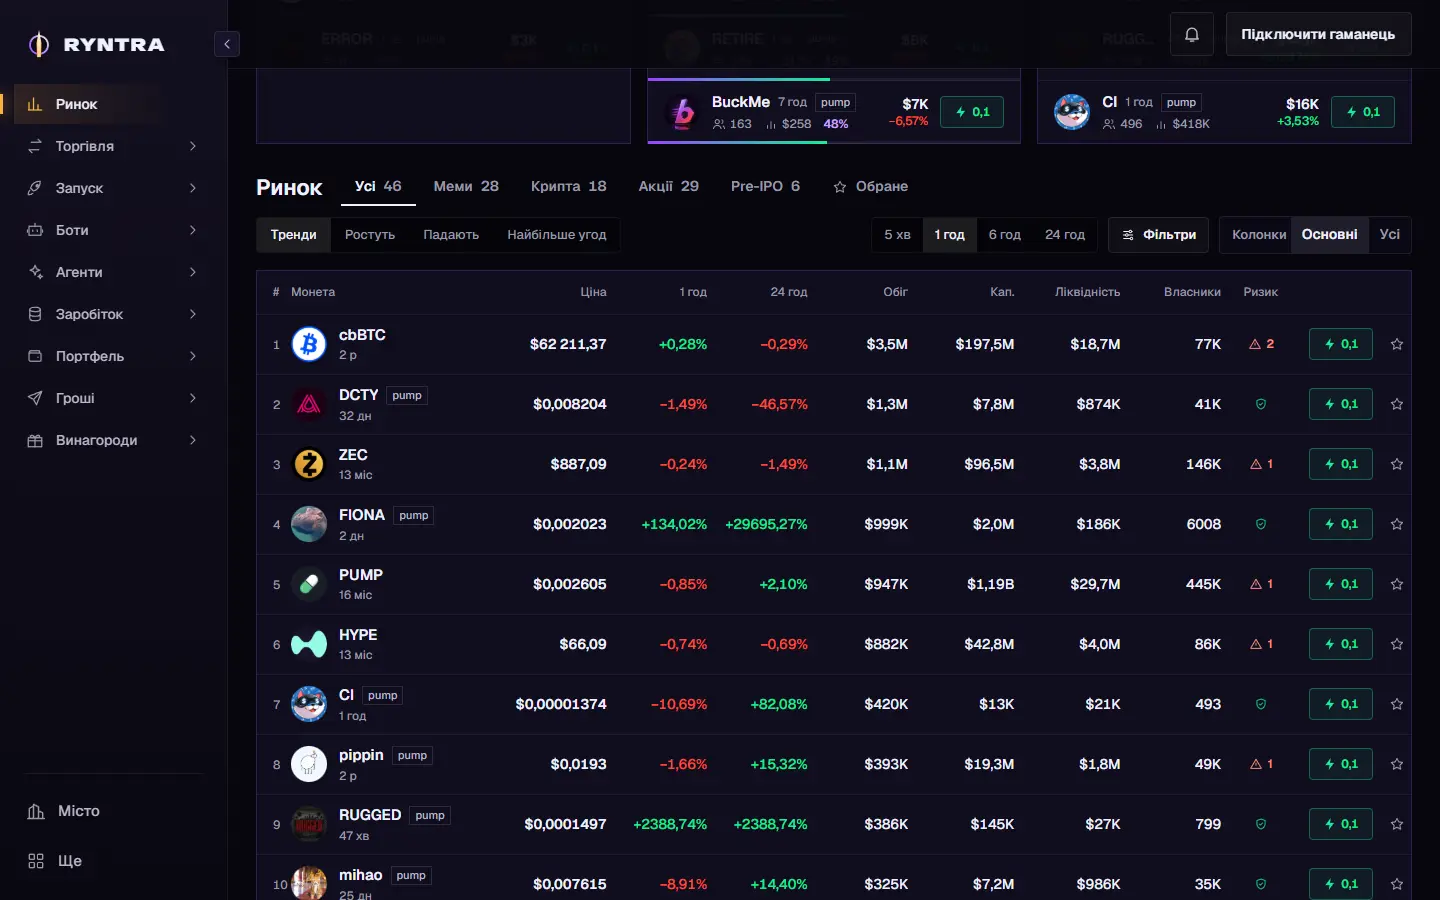 RYNTRA
Підключити гаманець
Ринок
Торгівля
Запуск
Боти
Агенти
Заробіток
Портфель
Гроші
Винагороди
Місто
Ще
BuckMe 7 год pump $7K
163 $258 48% −6,57% 0,1
CI 1 год pump $16K
496 $418K +3,53% 0,1
Ринок Усі 46 Меми 28 Крипта 18 Акції 29 Pre-IPO 6 Обране
Тренди Ростуть Падають Найбільше угод 5 хв 1 год 6 год 24 год Фільтри Колонки Основні Усі
# Монета Ціна 1 год 24 год Обіг Кап. Ліквідність Власники Ризик
1 cbBTC $62 211,37 +0,28% −0,29% $3,5M $197,5M $18,7M 77K 2 0,1
2 р
2 DCTY pump $0,008204 −1,49% −46,57% $1,3M $7,8M $874K 41K 0,1
32 дн
3 ZEC $887,09 −0,24% −1,49% $1,1M $96,5M $3,8M 146K 1 0,1
13 міс
4 FIONA pump $0,002023 +134,02% +29695,27% $999K $2,0M $186K 6008 0,1
2 дн
5 PUMP $0,002605 −0,85% +2,10% $947K $1,19B $29,7M 445K 1 0,1
16 міс
6 HYPE $66,09 −0,74% −0,69% $882K $42,8M $4,0M 86K 1 0,1
13 міс
7 CI pump $0,00001374 −10,69% +82,08% $420K $13K $21K 493 0,1
1 год
8 pippin pump $0,0193 −1,66% +15,32% $393K $19,3M $1,8M 49K 1 0,1
2 р
9 RUGGED pump $0,0001497 +2388,74% +2388,74% $386K $145K $27K 799 0,1
47 хв
10 mihao pump $0,007615 −8,91% +14,40% $325K $7,2M $986K 35K 0,1
25 дн